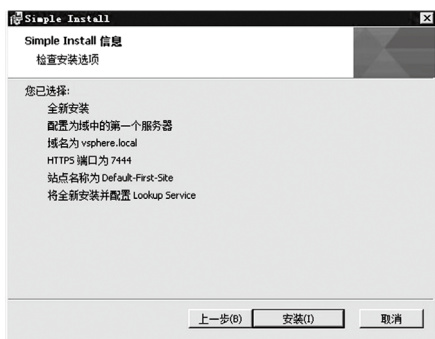 Simple Install
Simple Install 信息
检查安装选项
您已选择:
全新安装
配置为域中的第一个服务器
域名为 vsphere.local
HTTPS 端口为 7444
站点名称为 Default-First-Site
将全新安装并配置 Lookup Service
上一步(B) 安装(I) 取消